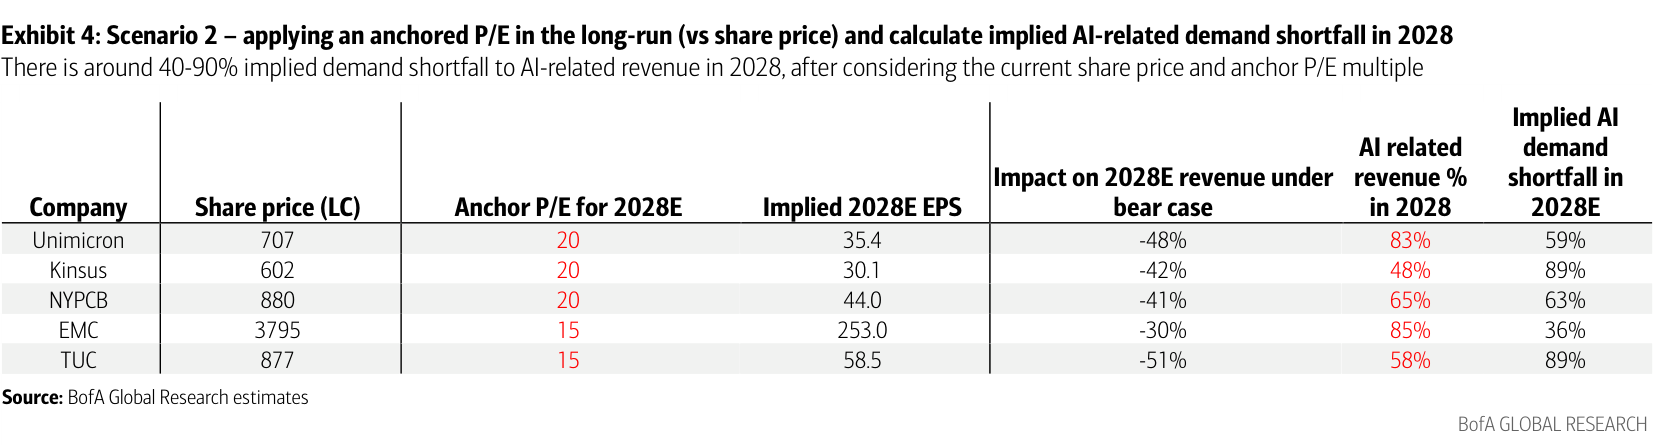 Exhibit 4: Scenario 2 – applying an anchored P/E in the long-run (vs share price) and calculate implied AI-related demand shortfall in 2028
There is around 40-90% implied demand shortfall to AI-related revenue in 2028, after considering the current share price and anchor P/E multiple
Company Share price (LC) Anchor P/E for 2028E Implied 2028E EPS Impact on 2028E revenue under bear case AI related revenue % in 2028 Implied AI demand shortfall in 2028E
Unimicron 707 20 35.4 -48% 83% 59%
Kinsus 602 20 30.1 -42% 48% 89%
NYPCB 880 20 44.0 -41% 65% 63%
EMC 3795 15 253.0 -30% 85% 36%
TUC 877 15 58.5 -51% 58% 89%
Source: BofA Global Research estimates
BofA GLOBAL RESEARCH